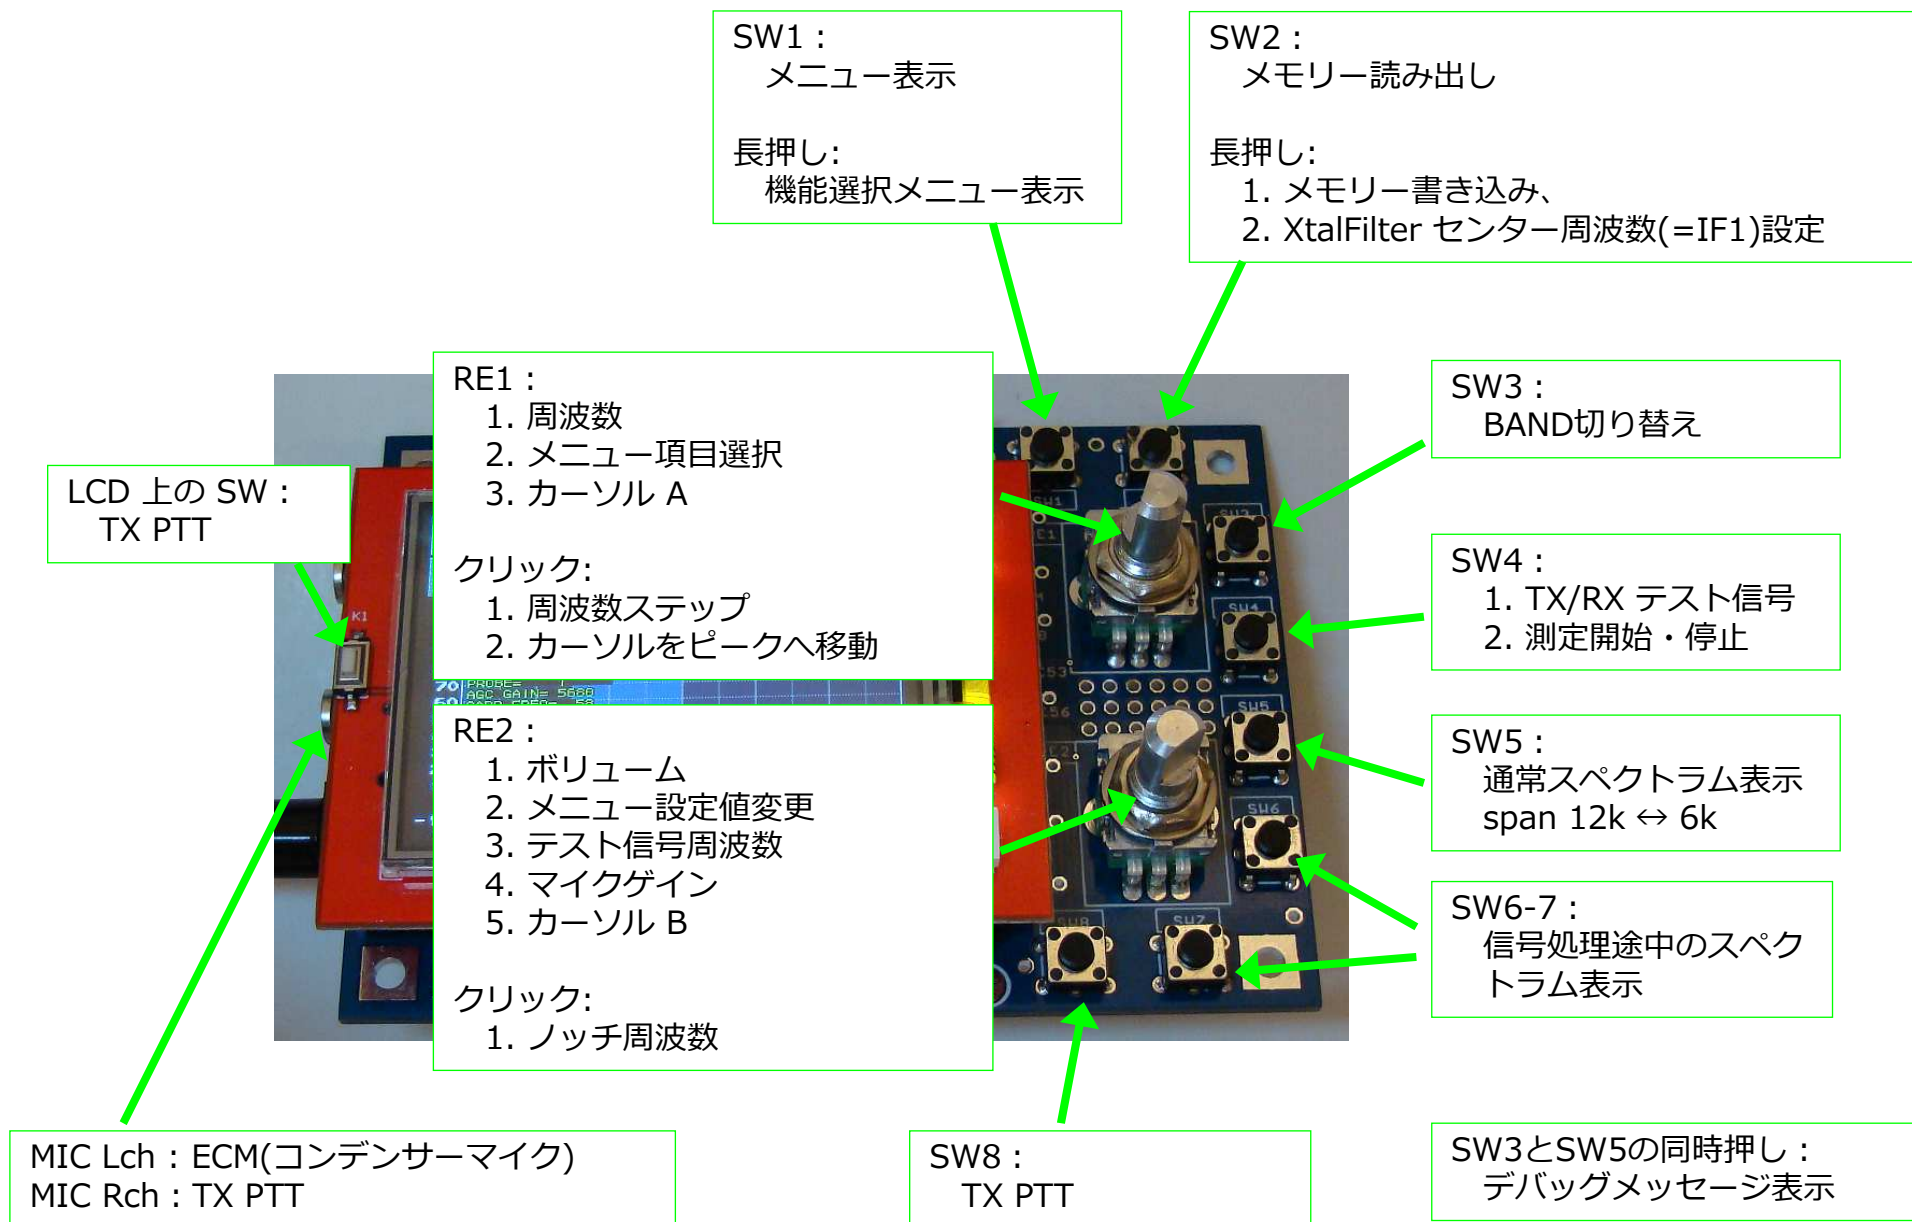 SW1：
メニュー表示
長押し:
機能選択メニュー表示
SW2：
メモリー読み出し
長押し:
1. メモリー書き込み、
2. XtalFilter センター周波数(=IF1)設定
RE1：
1. 周波数
2. メニュー項目選択
3. カーソル A
クリック:
1. 周波数ステップ
2. カーソルをピークへ移動
SW3：
BAND切り替え
LCD 上の SW：
TX PTT
SW4：
1. TX/RX テスト信号
2. 測定開始・停止
K1
SW1
SW4
70
AGC GAIN= 5680
RE2：
1. ボリューム
2. メニュー設定値変更
3. テスト信号周波数
4. マイクゲイン
5. カーソル B
クリック:
1. ノッチ周波数
SW5
SW5：
通常スペクトラム表示
span 12k ↔ 6k
SW6
SW6-7：
信号処理途中のスペク
トラム表示
SW8
SW7
MIC Lch：ECM(コンデンサーマイク)
MIC Rch：TX PTT
SW8：
TX PTT
SW3とSW5の同時押し：
デバッグメッセージ表示